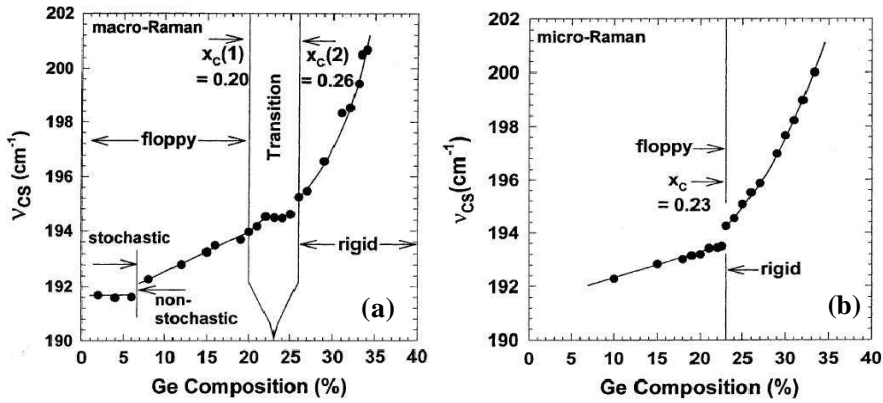 202
200
198
196
194
192
190
macro-Raman
x_C(1)
= 0.20
x_C(2)
= 0.26
floppy
Transition
stochastic
non-
stochastic
rigid
(a)
ν_CS (cm⁻¹)
0 5 10 15 20 25 30 35 40
Ge Composition (%)
202
200
198
196
194
192
190
micro-Raman
floppy
x_C
= 0.23
rigid
(b)
ν_CS(cm⁻¹)
0 5 10 15 20 25 30 35 40
Ge Composition (%)